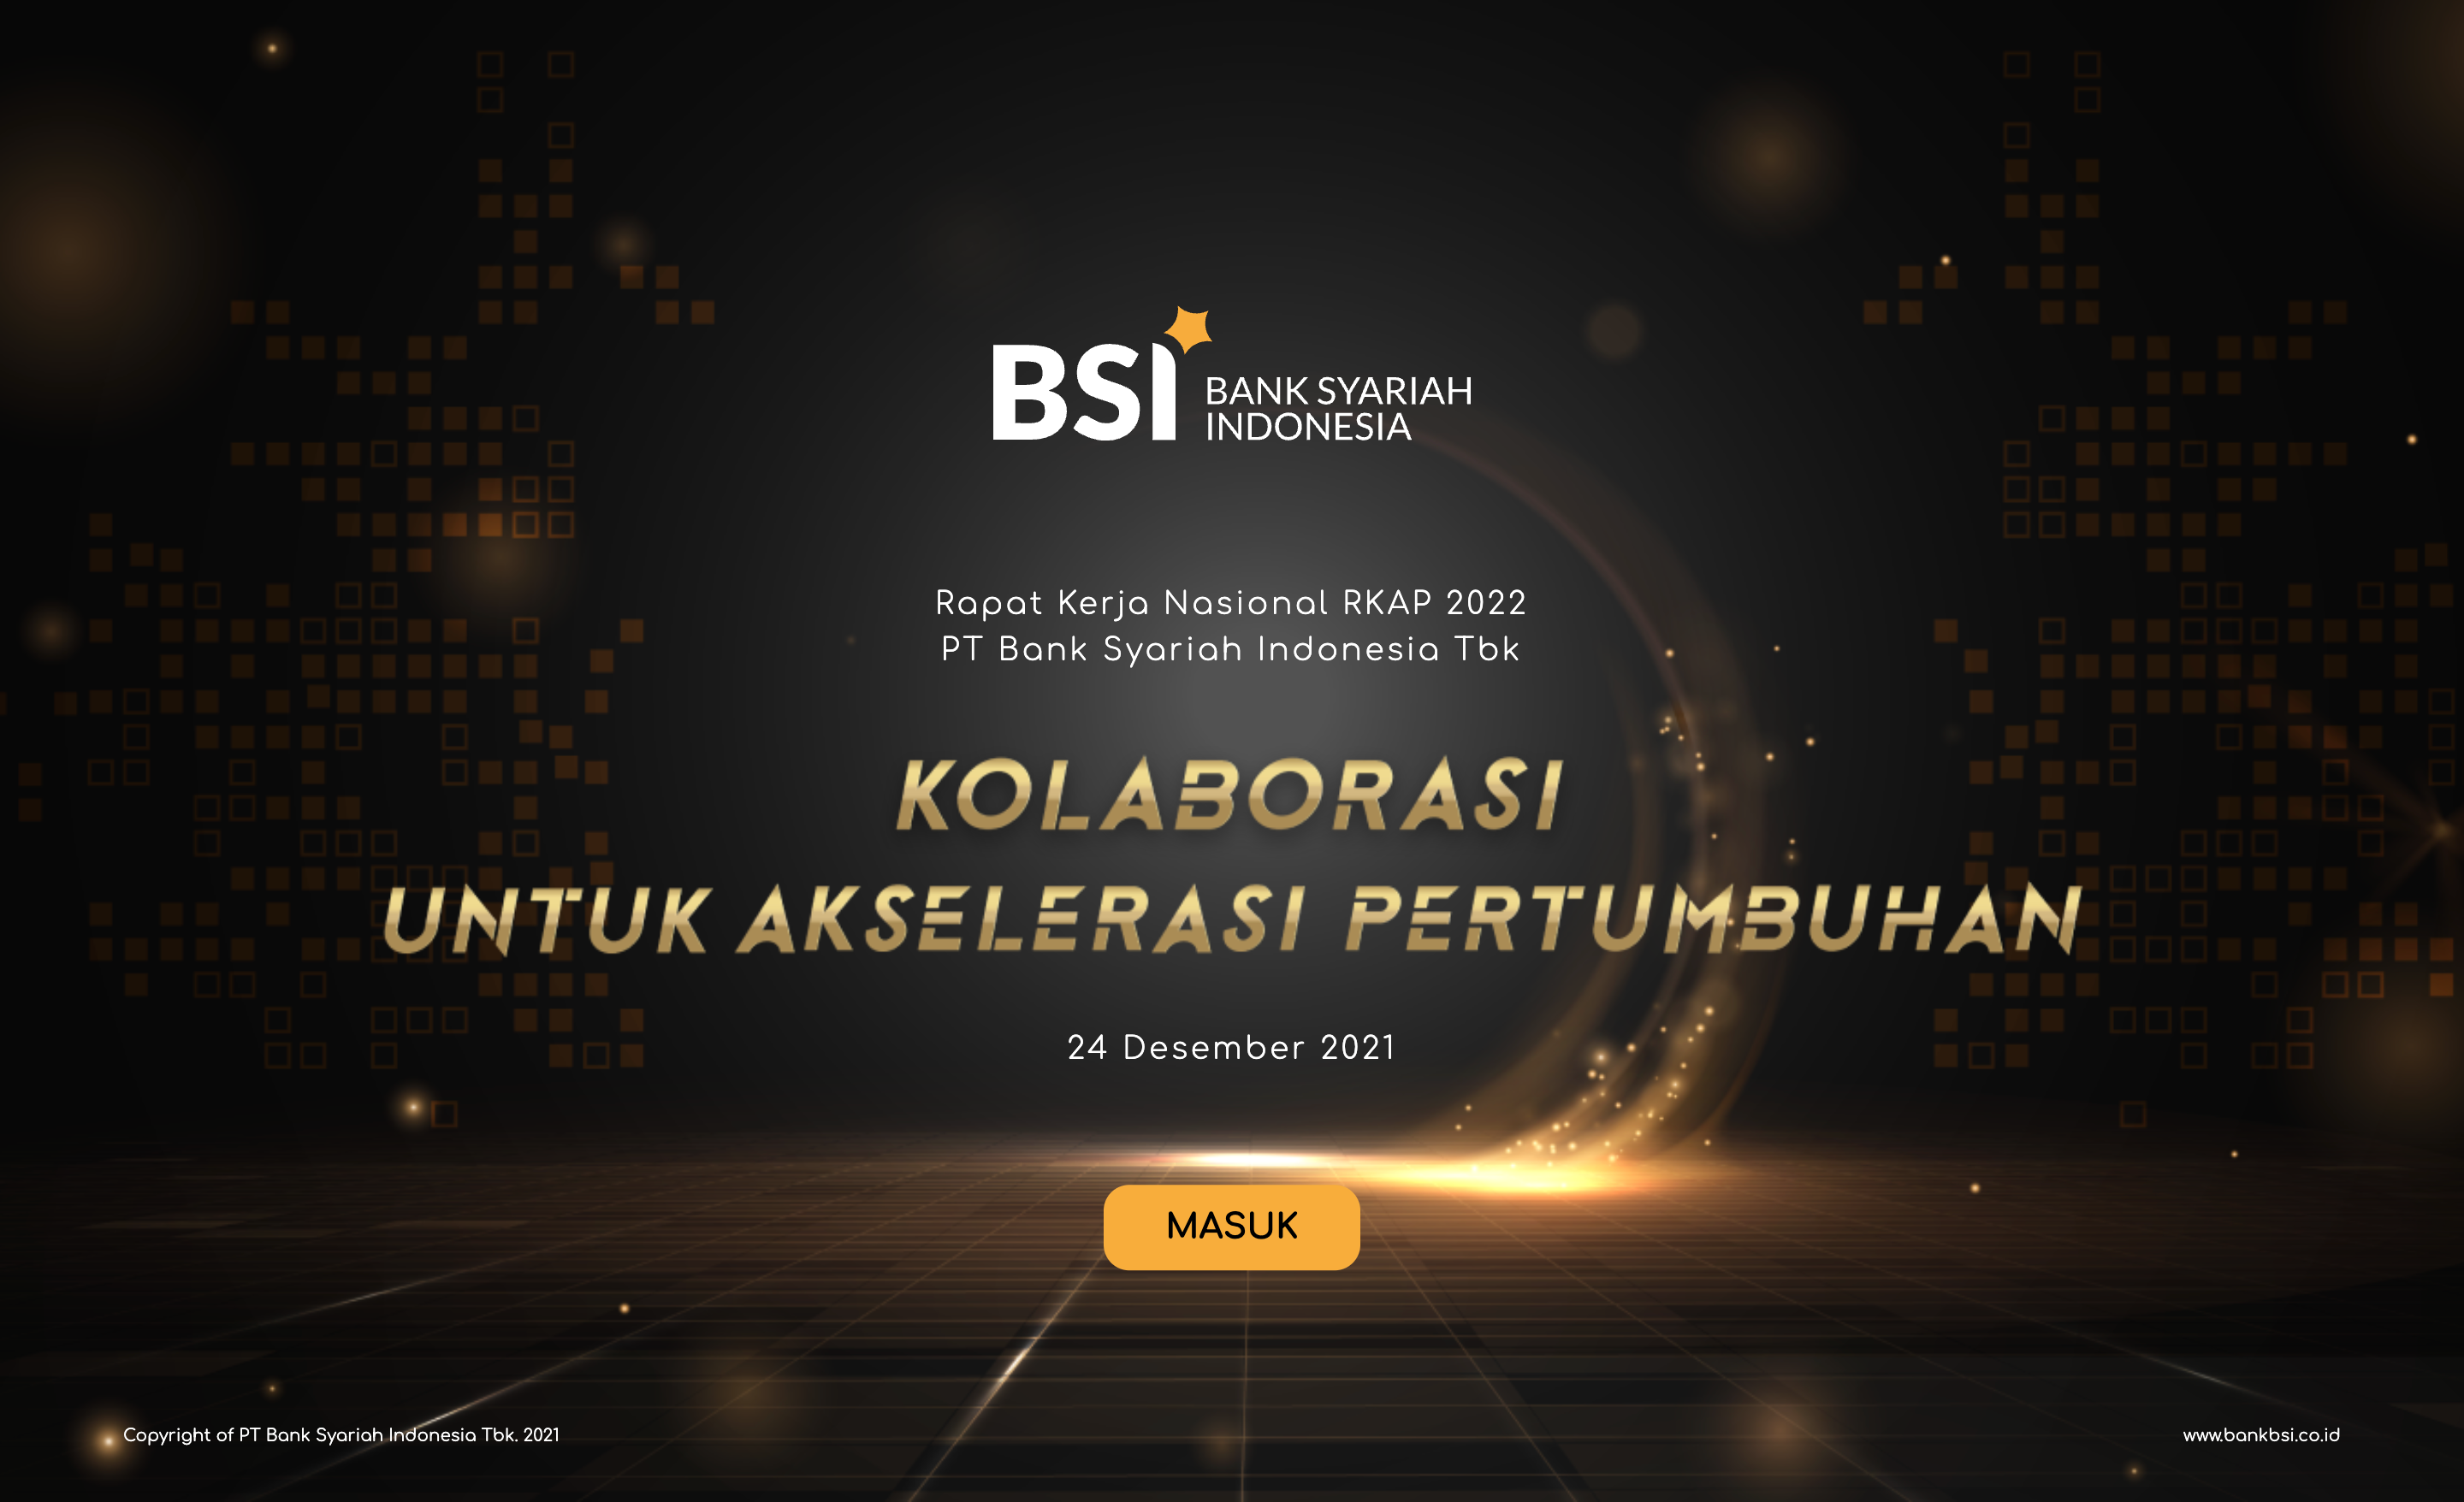 BSI BANK SYARIAH
INDONESIA
Rapat Kerja Nasional RKAP 2022
PT Bank Syariah Indonesia Tbk
KOLABORASI
UNTUK AKSELERASI PERTUMBUHAN
24 Desember 2021
MASUK
Copyright of PT Bank Syariah Indonesia Tbk. 2021
www.bankbsi.co.id